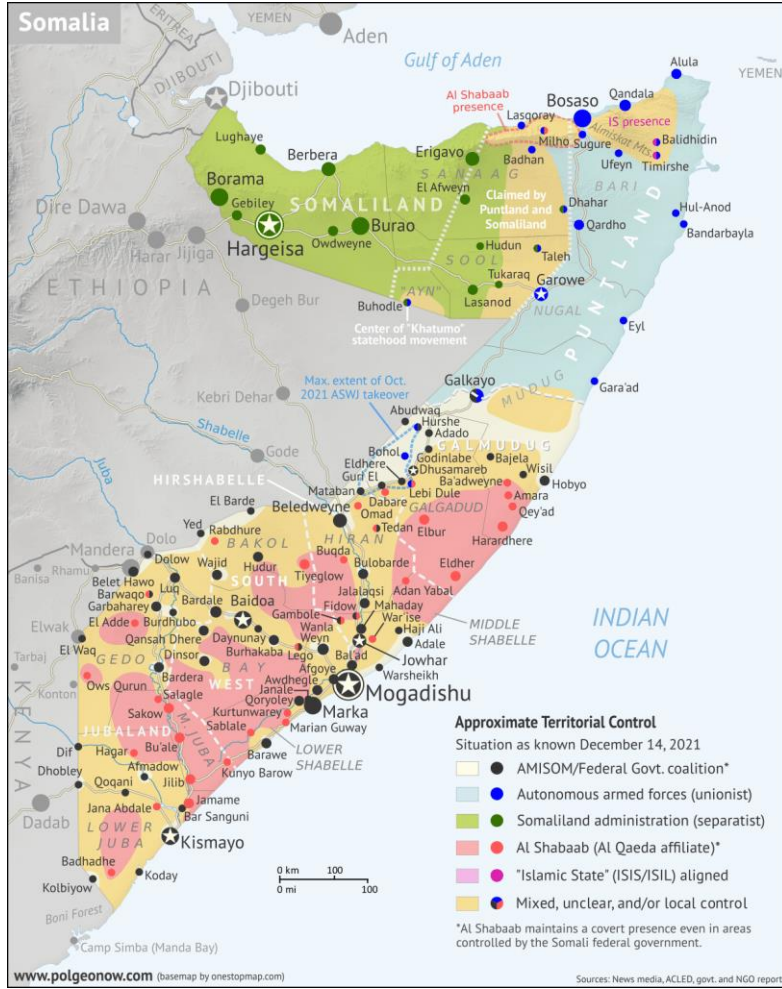 Somalia
ERITREA
YEMEN
Aden
Gulf of Aden
DJIBOUTI
Djibouti
YEMEN
Alula
Qandala
Bosaso
IS presence
Al Shabaab
presence
Lasqoray
Almiskat Mts.
Balidhidin
Milho
Sugure
Timirshe
Badhan
Ufeyn
Lughaye
Berbera
Erigavo
SANAAG
BARI
Borama
Gebiley
SOMALILAND
El Afweyn
Claimed by
Puntland and
Somaliland
Dhahar
Hul-Anod
Qardho
Bandarbayla
Dire Dawa
Hargeisa
Burao
Owdweyne
Hudun
Taleh
Harar
Jijiga
SOOL
Tukaraq
Garowe
PUNTLAND
ETHIOPIA
Degeh Bur
"AYN"
Lasanod
NUGAL
Buhodle
Center of "Khatumo"
statehood movement
Eyl
Galkayo
MUDUG
Gara'ad
Max. extent of Oct.
2021 ASWJ takeover
Kebri Dehar
Abudwaq
Hurshe
Adado
Shabelle
Gode
GALMUDUG
Bohol
Godinlabe
Bajela
Wisil
Eldhere
Dhusamareb
Guri El
Ba'adweyne
Hobyo
Juba
HIRSHABELLE
Mataban
Lebi Dule
Amara
Dabare
GALGADUD
Qey'ad
El Barde
Beledweyne
Omad
Tedan
Harardhere
Yed
Rabdhure
HIRAN
Elbur
Dolo
BAKOL
Buqda
Mandera
Dolow
Wajid
Hudur
Bulobarde
Eldher
Banisa
Rhamu
Tiyeglow
Belet Hawo
Luq
SOUTH
Jalalaqsi
Adan Yabal
Barwaqo
Bardale
Baidoa
Fidow
Mahaday
Garbaharey
Gambole
War'ise
MIDDLE
SHABELLE
El Adde
Burdhubo
Wanla
Weyn
Haji Ali
Elwak
Qansah Dhere
Daynunay
Adale
El Waq
Dinsor
Burhakaba
Lego
Bal'ad
Jowhar
GEDO
BAY
Afgoye
Warsheikh
Tarbaj
Bardera
Awdhegle
Mogadishu
Konton
Ows Qurun
Salagle
WEST
Janale
Qoryoley
Marka
Sakow
Kurtunwarey
JUBALAND
M. JUBA
Sablale
Marian Guway
KENYA
Dif
Hagar
Bu'ale
LOWER
SHABELLE
Barawe
Dhobley
Afmadow
Kunyo Barow
Qoqani
Jilib
Jana Abdale
Jamame
Dadab
Bar Sanguni
LOWER
JUBA
Kismayo
Badhadhe
Koday
Kolbiyow
Boni Forest
Camp Simba (Manda Bay)
INDIAN
OCEAN
0 km 100
0 mi 100
Approximate Territorial Control
Situation as known December 14, 2021
AMISOM/Federal Govt. coalition*
Autonomous armed forces (unionist)
Somaliland administration (separatist)
Al Shabaab (Al Qaeda affiliate)*
"Islamic State" (ISIS/ISIL) aligned
Mixed, unclear, and/or local control
*Al Shabaab maintains a covert presence even in areas
controlled by the Somali federal government.
www.polgeonow.com (basemap by onestopmap.com)
Sources: News media, ACLED, govt. and NGO report